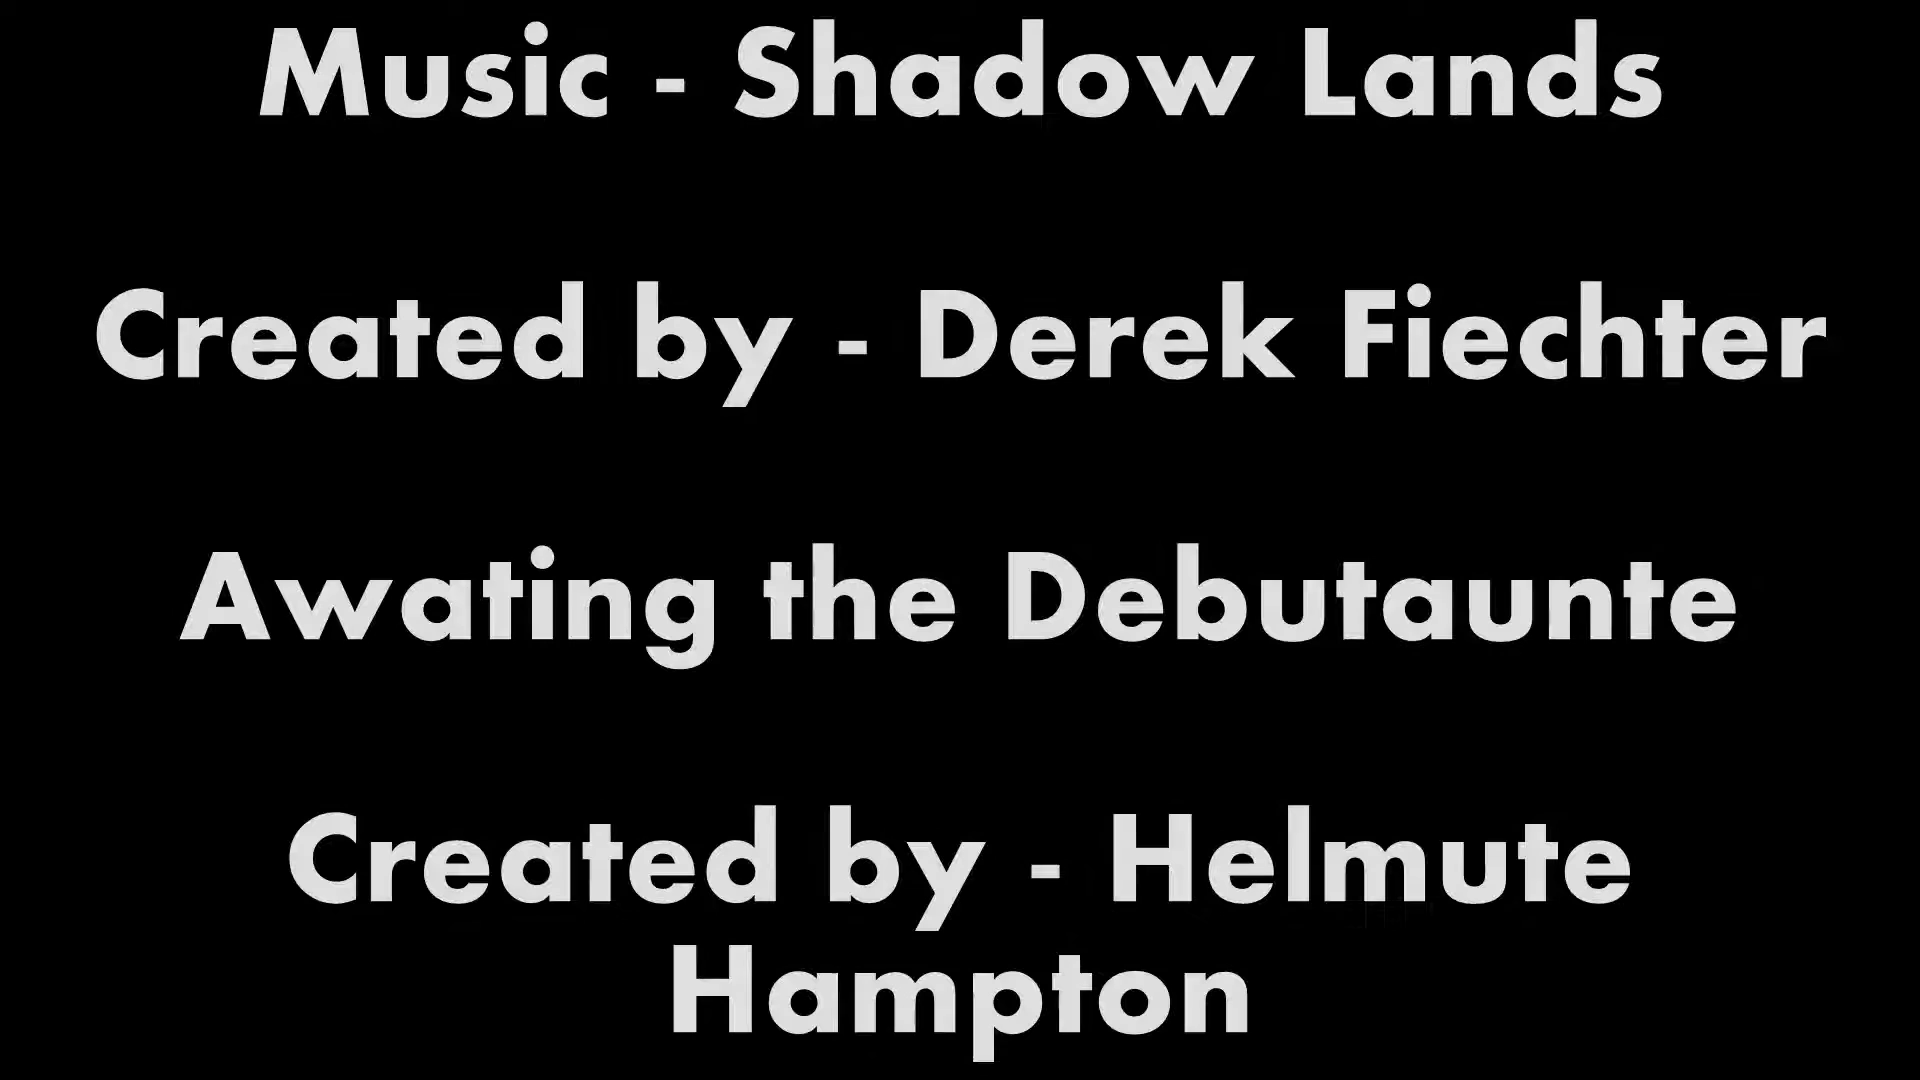 Music - Shadow Lands
Created by - Derek Fiechter
Awating the Debutaunte
Created by - Helmute
Hampton